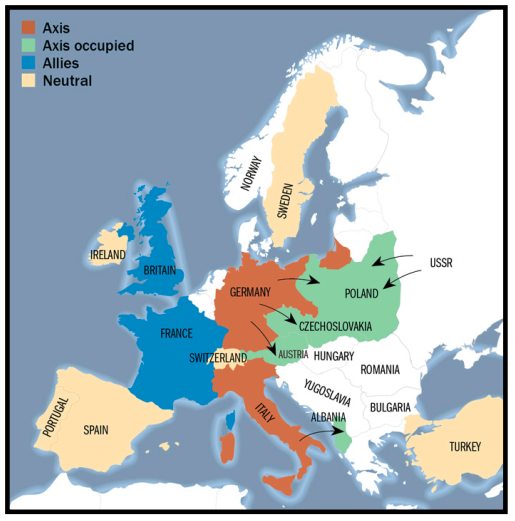 Axis
Axis occupied
Allies
Neutral
NORWAY
SWEDEN
IRELAND
BRITAIN
USSR
GERMANY
POLAND
FRANCE
CZECHOSLOVAKIA
SWITZERLAND
AUSTRIA
HUNGARY
ROMANIA
YUGOSLAVIA
ITALY
ALBANIA
BULGARIA
PORTUGAL
SPAIN
TURKEY